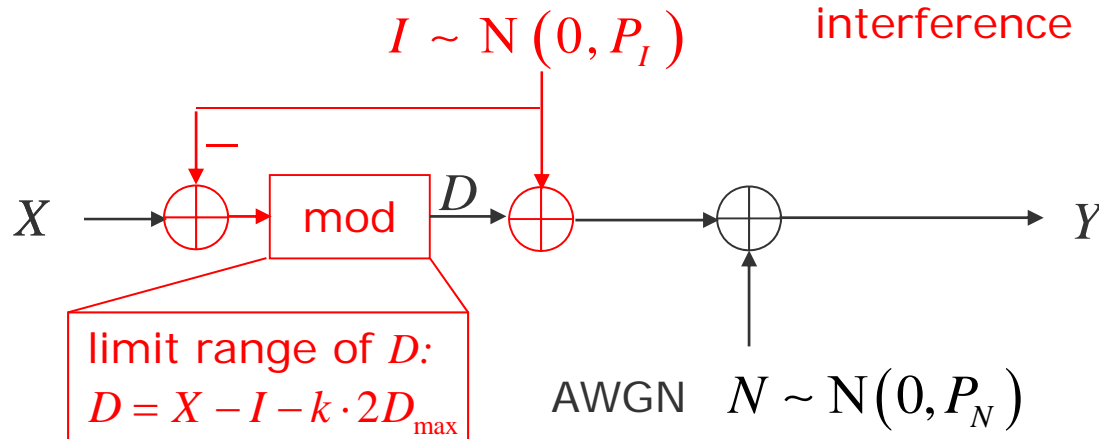 interference
I ~ N(0, P_I)
−
X
mod
D
Y
limit range of D:
D = X − I − k · 2D_max
AWGN N ~ N(0, P_N)